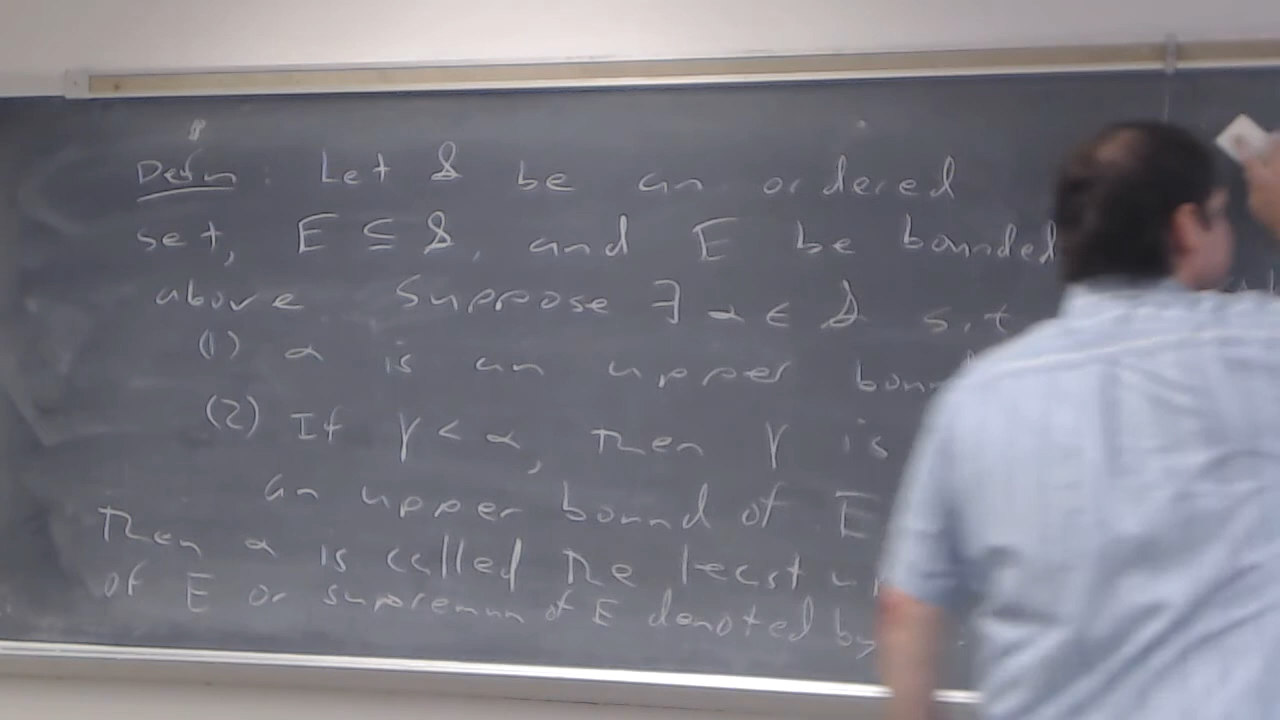 Defn: Let S be an ordered
set, E ⊆ S, and E be bounded
above. Suppose ∃ α ∈ S s.t
(1) α is an upper
(2) If γ < α, then γ is
an upper bound of E
Then α is called the least
of E or supremum of E denoted by